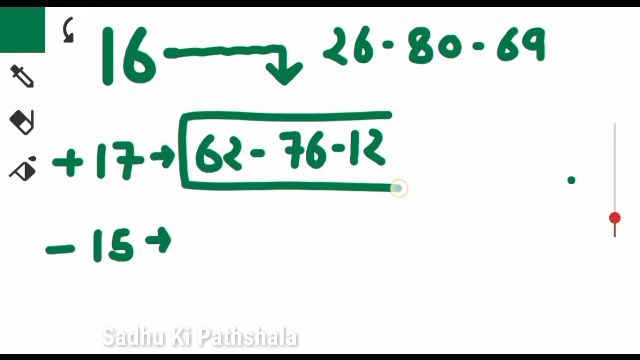 16 → 26 - 80 - 69
+ 17 → 62 - 76 - 12
- 15 →
Sadhu Ki Pathshala